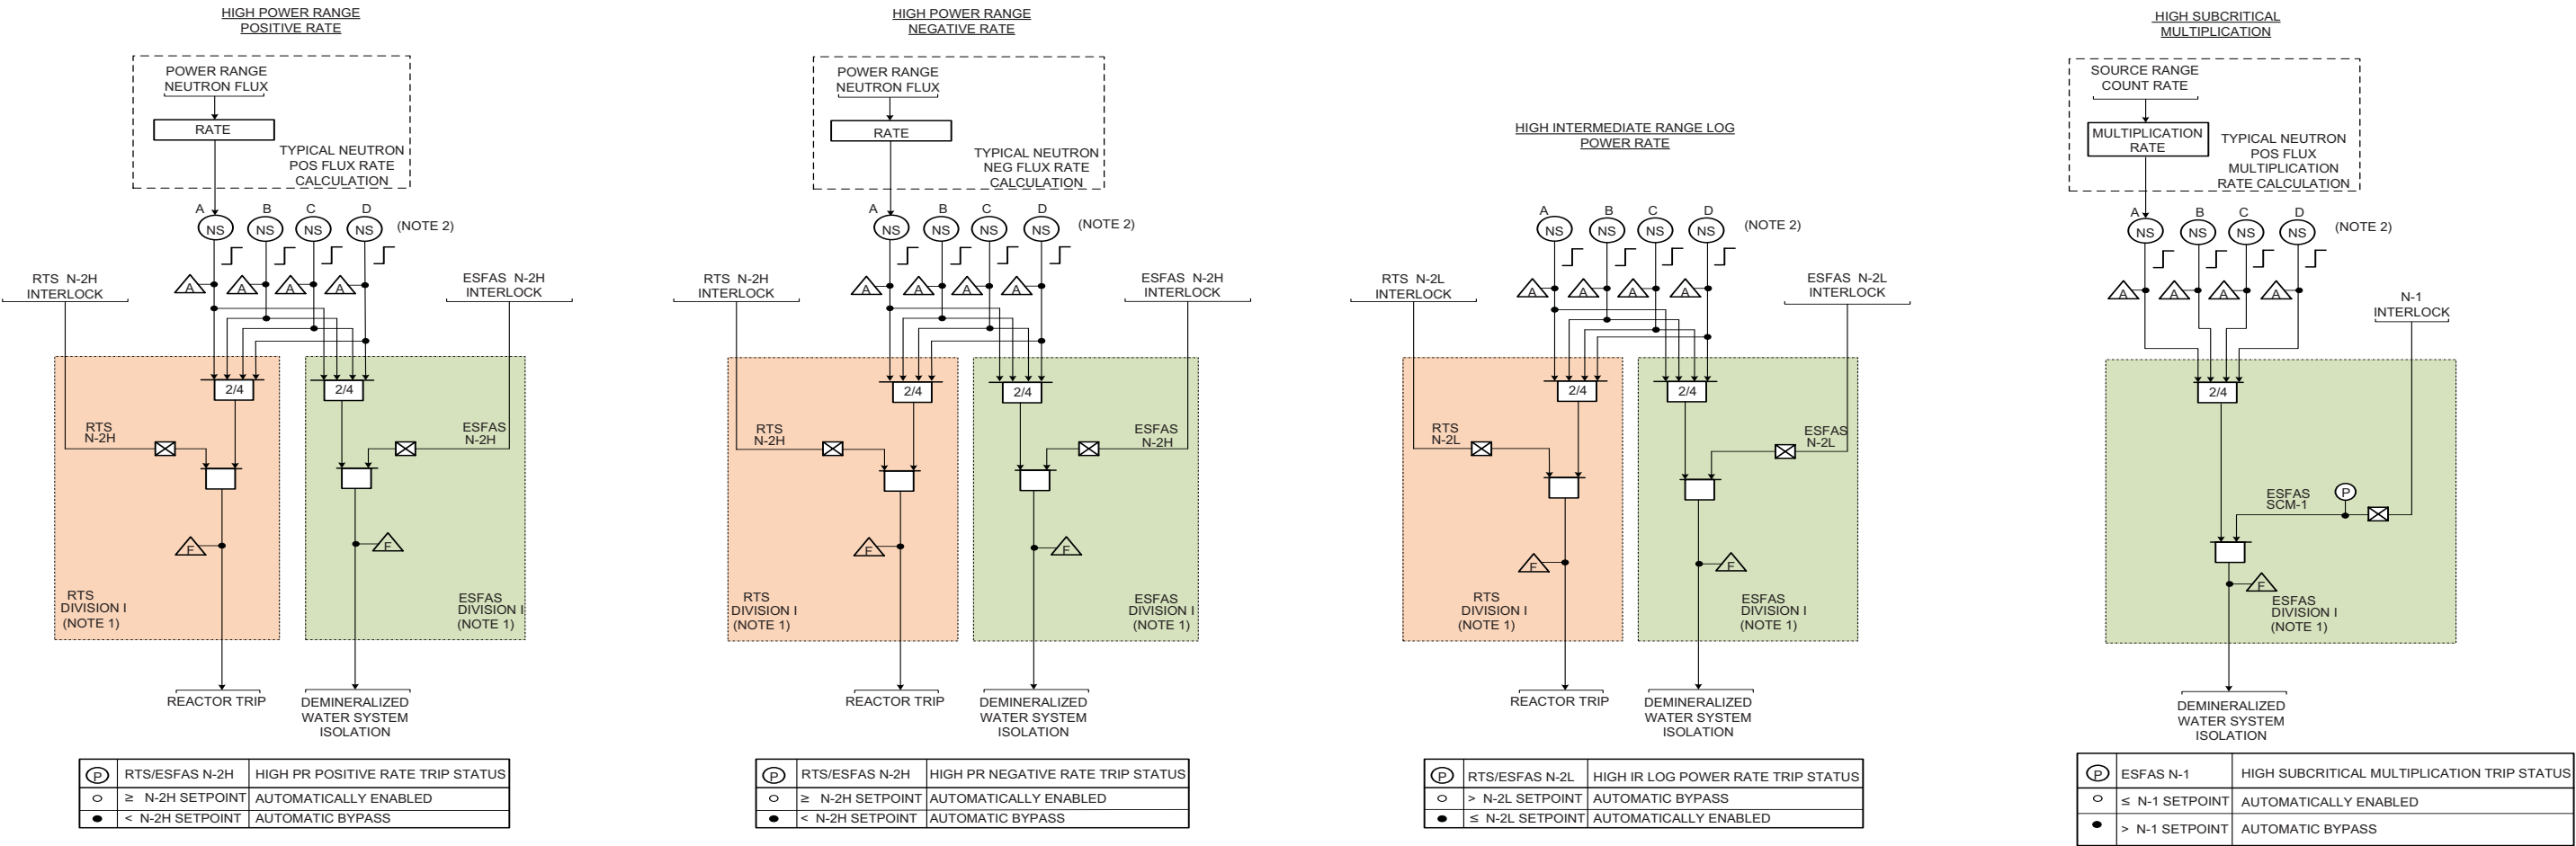 HIGH POWER RANGE
POSITIVE RATE
POWER RANGE
NEUTRON FLUX
RATE
TYPICAL NEUTRON
POS FLUX RATE
CALCULATION
A B C D
NS NS NS NS (NOTE 2)
A A A A
RTS N-2H
INTERLOCK
ESFAS N-2H
INTERLOCK
2/4 2/4
RTS
N-2H
ESFAS
N-2H
F F
RTS
DIVISION I
(NOTE 1)
ESFAS
DIVISION I
(NOTE 1)
REACTOR TRIP
DEMINERALIZED
WATER SYSTEM
ISOLATION
P RTS/ESFAS N-2H HIGH PR POSITIVE RATE TRIP STATUS
≥ N-2H SETPOINT AUTOMATICALLY ENABLED
< N-2H SETPOINT AUTOMATIC BYPASS
HIGH POWER RANGE
NEGATIVE RATE
POWER RANGE
NEUTRON FLUX
RATE
TYPICAL NEUTRON
NEG FLUX RATE
CALCULATION
A B C D
NS NS NS NS (NOTE 2)
A A A A
RTS N-2H
INTERLOCK
ESFAS N-2H
INTERLOCK
2/4 2/4
RTS
N-2H
ESFAS
N-2H
F F
RTS
DIVISION I
(NOTE 1)
ESFAS
DIVISION I
(NOTE 1)
REACTOR TRIP
DEMINERALIZED
WATER SYSTEM
ISOLATION
P RTS/ESFAS N-2H HIGH PR NEGATIVE RATE TRIP STATUS
≥ N-2H SETPOINT AUTOMATICALLY ENABLED
< N-2H SETPOINT AUTOMATIC BYPASS
HIGH INTERMEDIATE RANGE LOG
POWER RATE
A B C D
NS NS NS NS (NOTE 2)
A A A A
RTS N-2L
INTERLOCK
ESFAS N-2L
INTERLOCK
2/4 2/4
RTS
N-2L
ESFAS
N-2L
F F
RTS
DIVISION I
(NOTE 1)
ESFAS
DIVISION I
(NOTE 1)
REACTOR TRIP
DEMINERALIZED
WATER SYSTEM
ISOLATION
P RTS/ESFAS N-2L HIGH IR LOG POWER RATE TRIP STATUS
> N-2L SETPOINT AUTOMATIC BYPASS
≤ N-2L SETPOINT AUTOMATICALLY ENABLED
HIGH SUBCRITICAL
MULTIPLICATION
SOURCE RANGE
COUNT RATE
MULTIPLICATION
RATE
TYPICAL NEUTRON
POS FLUX
MULTIPLICATION
RATE CALCULATION
A B C D
NS NS NS NS (NOTE 2)
A A A A
N-1
INTERLOCK
2/4
P
ESFAS
SCM-1
F
ESFAS
DIVISION I
(NOTE 1)
DEMINERALIZED
WATER SYSTEM
ISOLATION
P ESFAS N-1 HIGH SUBCRITICAL MULTIPLICATION TRIP STATUS
≤ N-1 SETPOINT AUTOMATICALLY ENABLED
> N-1 SETPOINT AUTOMATIC BYPASS